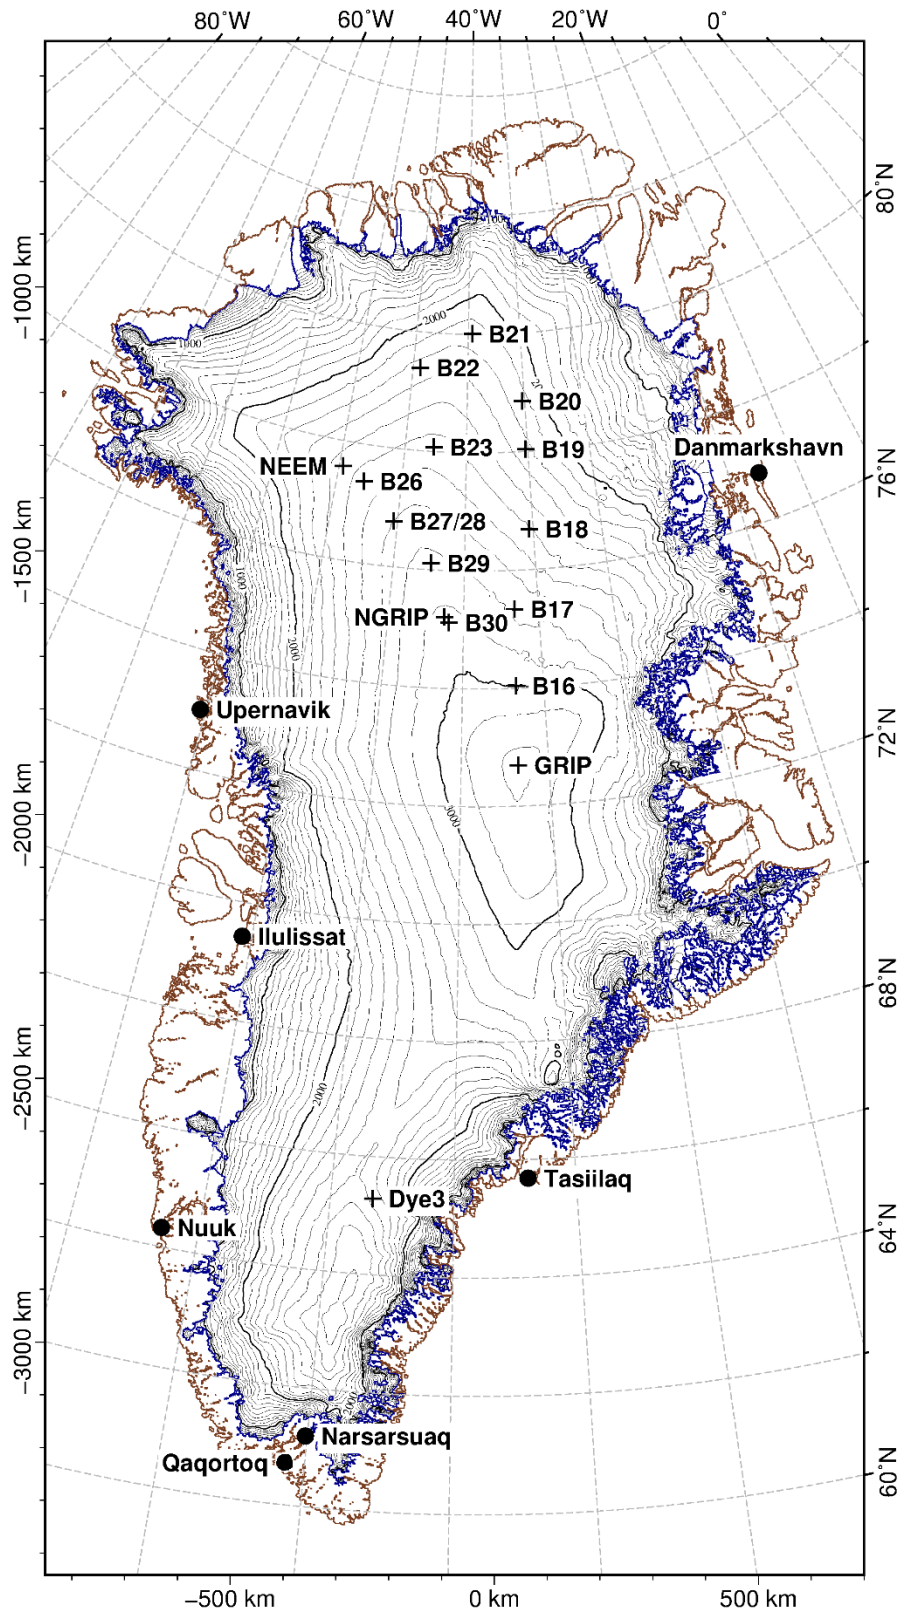 80°W 60°W 40°W 20°W 0°
80°N
−1000 km
2000
B21
1000
B22
20
B20
Danmarkshavn
B23
B19
NEEM
76°N
B26
B27/28
B18
−1500 km
B29
1000
B17
NGRIP
B30
2000
B16
Upernavik
72°N
GRIP
−2000 km
3000
Ilulissat
68°N
−2500 km
2000
Tasiilaq
Dye3
Nuuk
64°N
−3000 km
2000
Narsarsuaq
Qaqortoq
60°N
−500 km 0 km 500 km